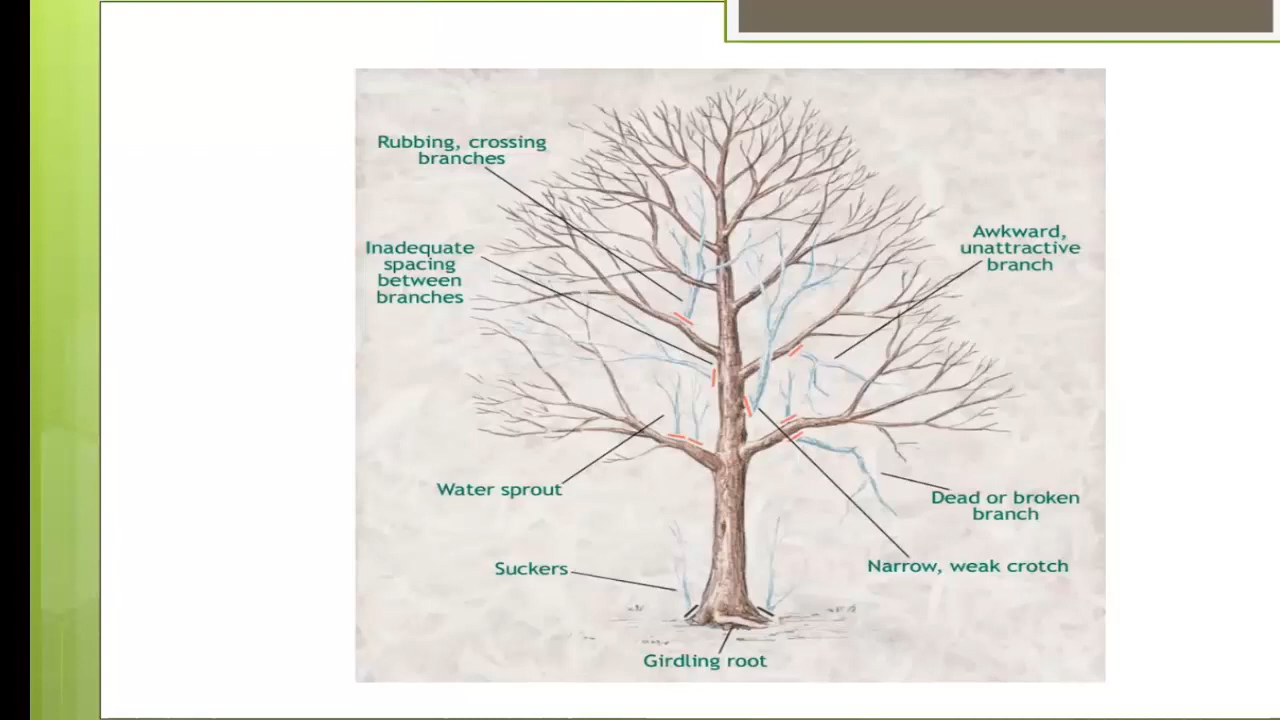 Rubbing, crossing
branches
Inadequate
spacing
between
branches
Awkward,
unattractive
branch
Water sprout
Dead or broken
branch
Suckers
Narrow, weak crotch
Girdling root